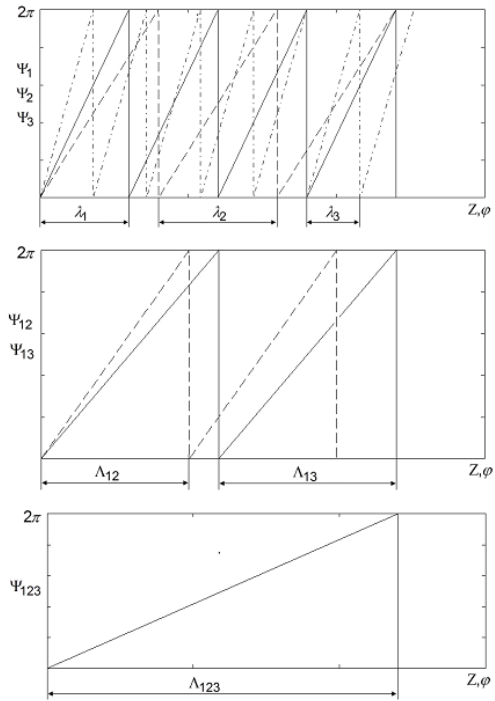 2π
Ψ1
Ψ2
Ψ3
λ1 λ2 λ3 Z,φ
2π
Ψ12
Ψ13
Λ12 Λ13 Z,φ
2π
Ψ123
Λ123 Z,φ